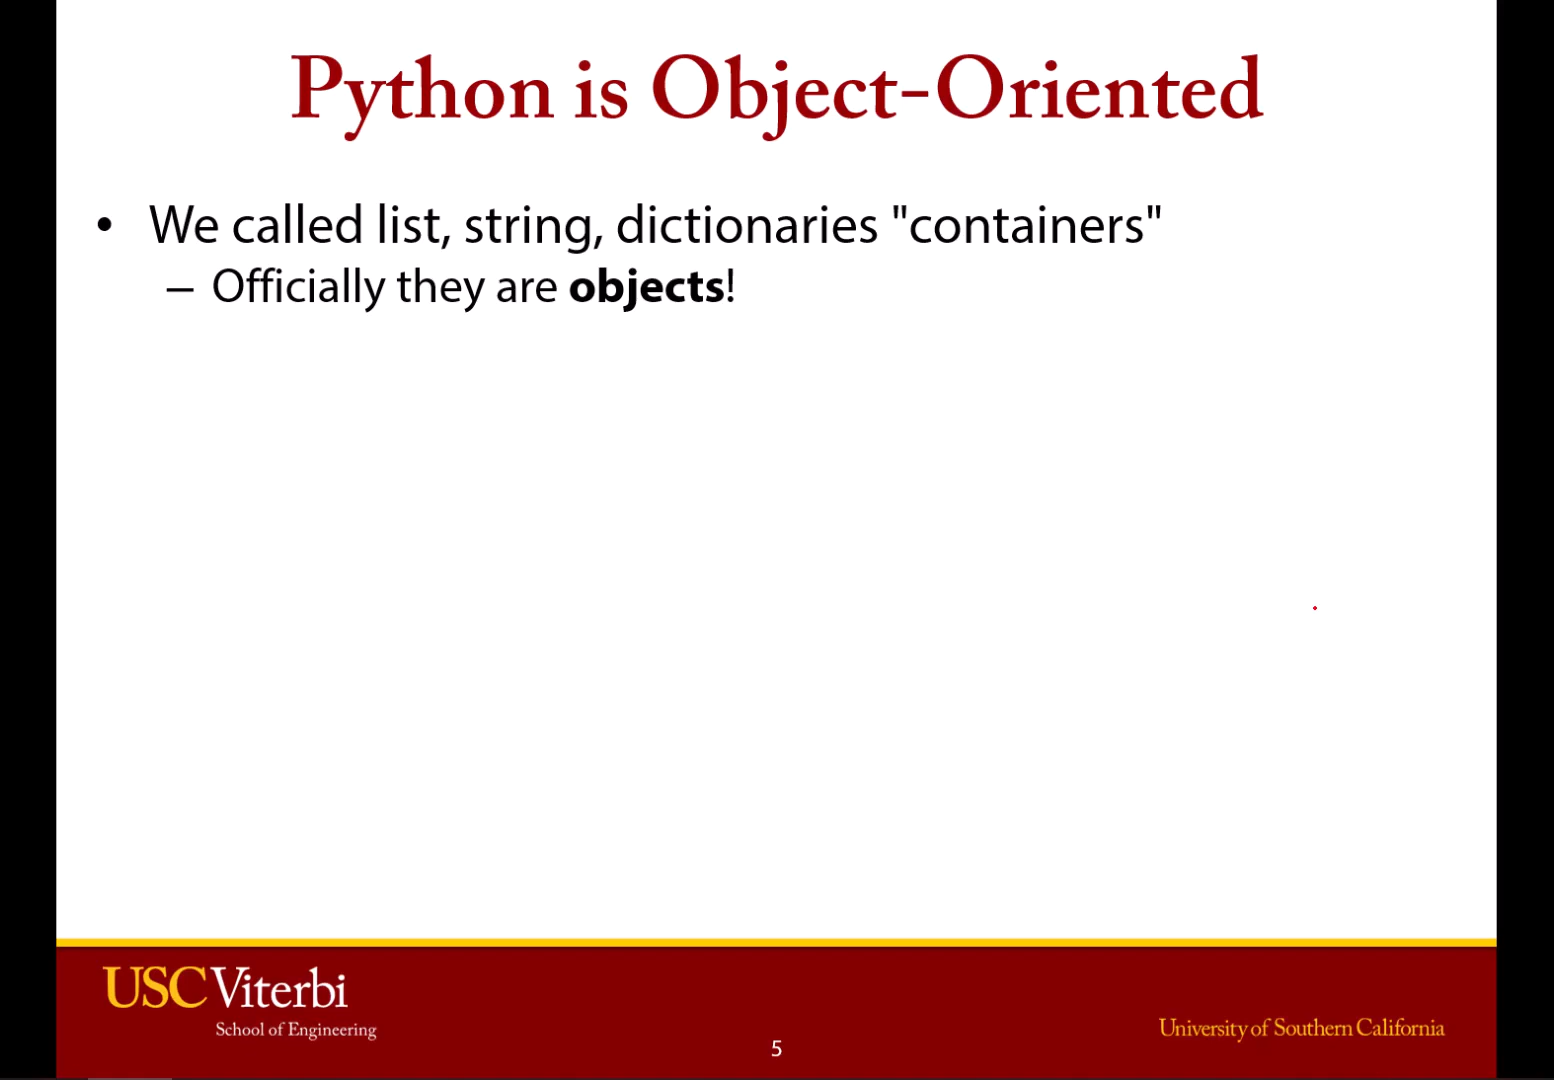 Python is Object-Oriented
• We called list, string, dictionaries "containers"
– Officially they are objects!
USC Viterbi
School of Engineering
5
University of Southern California